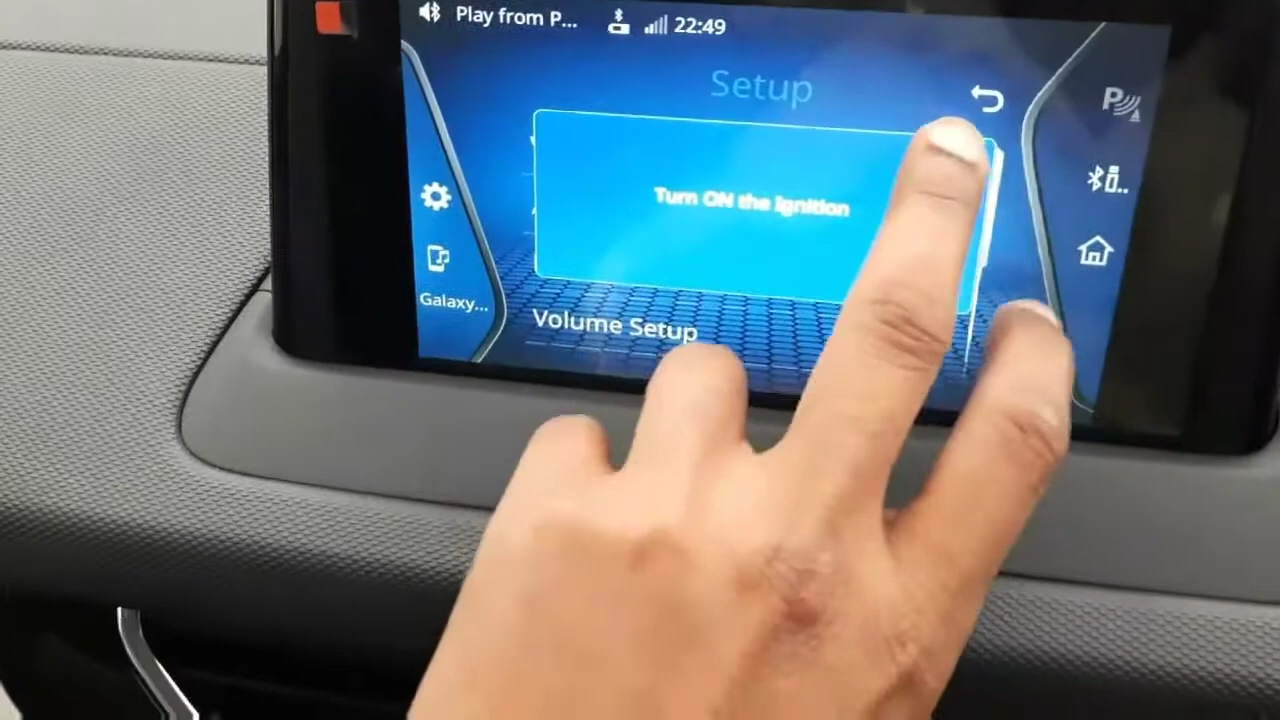 Play from P... 22:49
Setup
P
Turn ON the Ignition
Galaxy...
Volume Setup